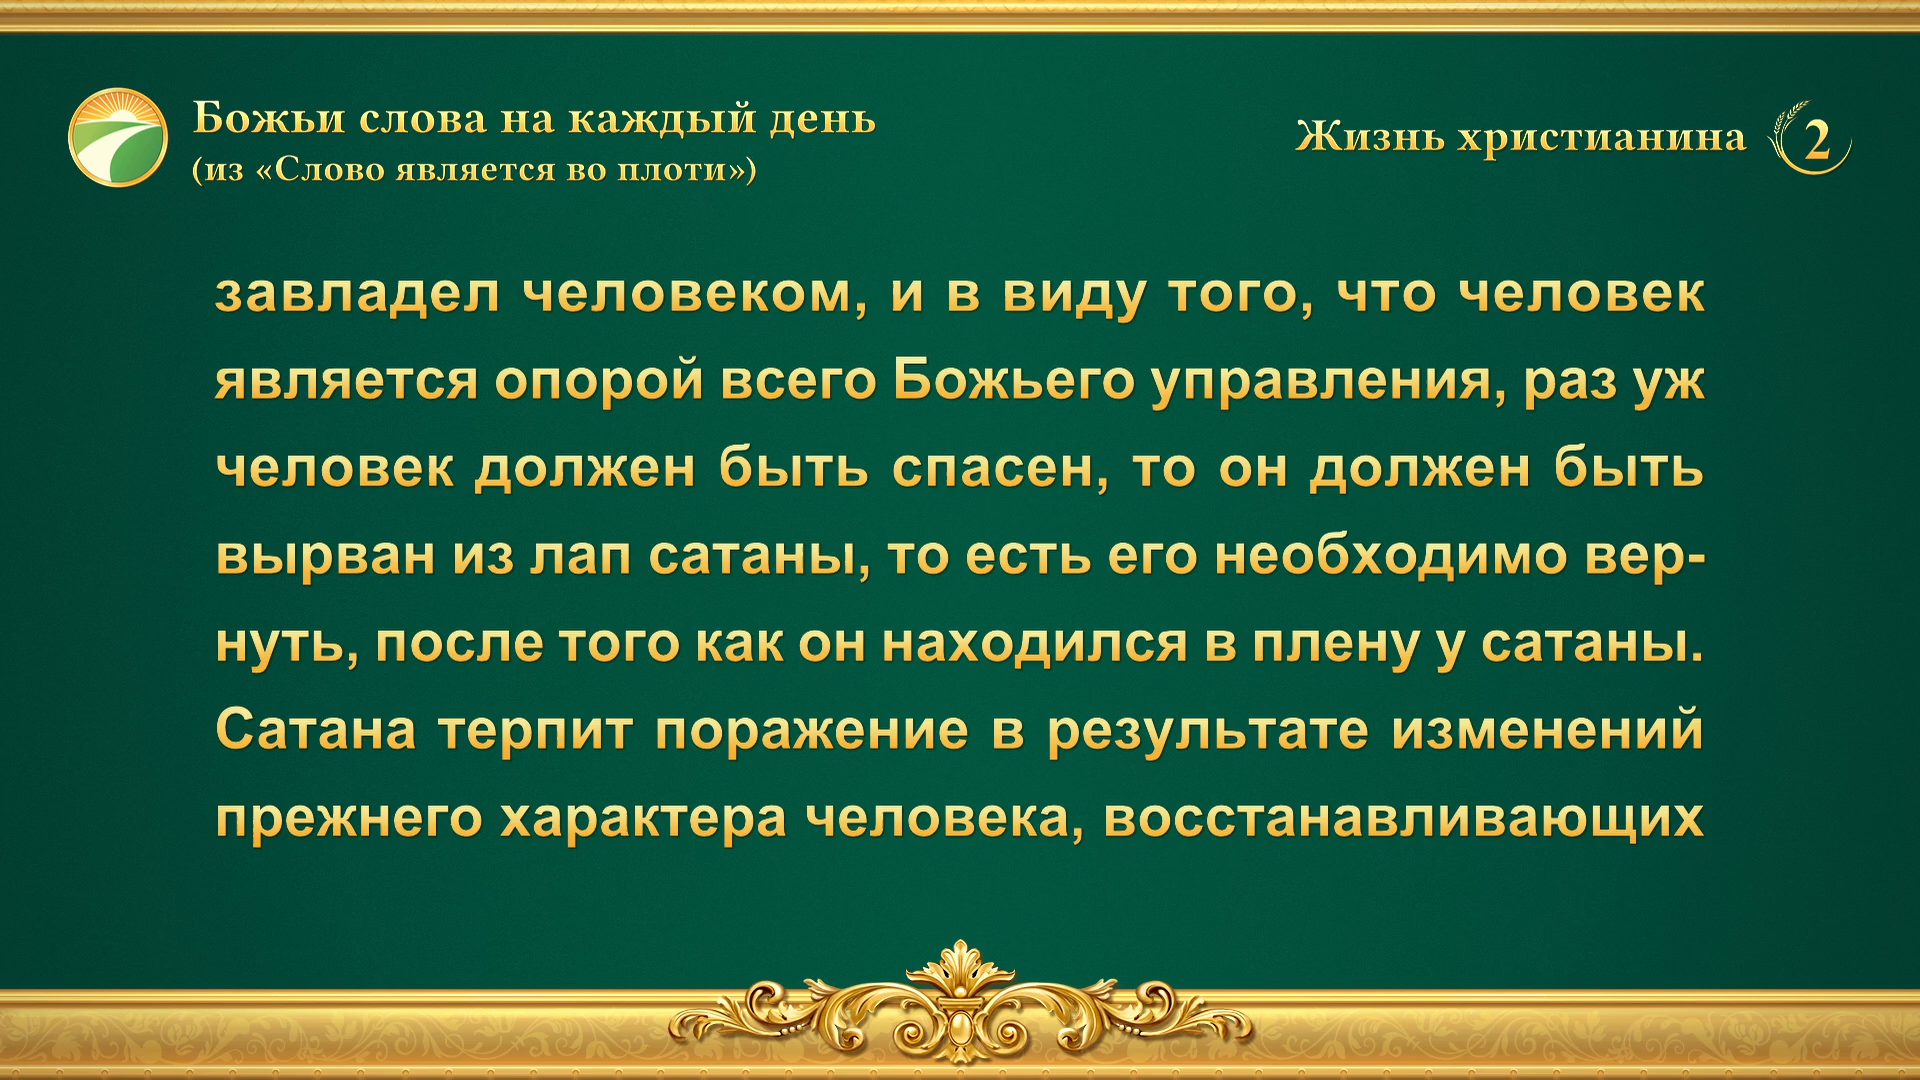 Божьи слова на каждый день
(из «Слово является во плоти»)
Жизнь христианина 2
завладел человеком, и в виду того, что человек
является опорой всего Божьего управления, раз уж
человек должен быть спасен, то он должен быть
вырван из лап сатаны, то есть его необходимо вер-
нуть, после того как он находился в плену у сатаны.
Сатана терпит поражение в результате изменений
прежнего характера человека, восстанавливающих